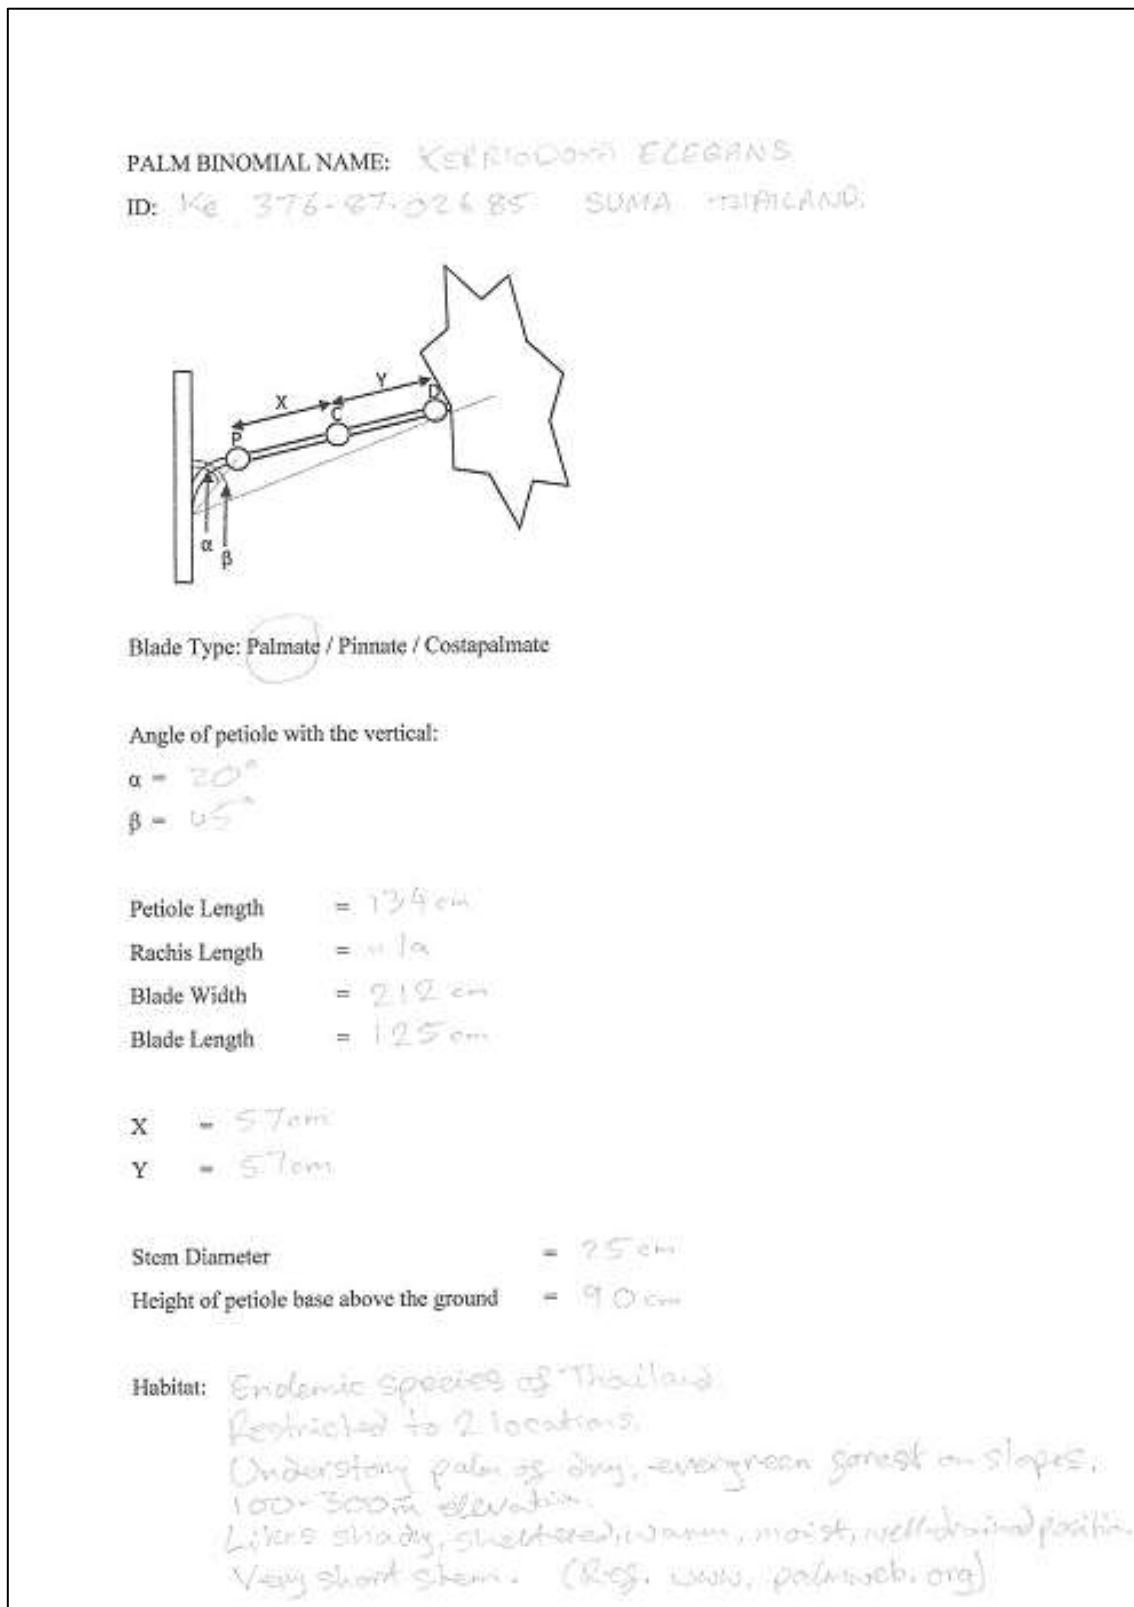 PALM BINOMIAL NAME: KERRIODOXA ELEGANS
ID: Ke 376-87.02685 SUMA THAILAND.
Y
X
D
C
P
α
β
Blade Type: Palmate / Pinnate / Costapalmate
Angle of petiole with the vertical:
α = 20°
β = 45°
Petiole Length = 134 cm
Rachis Length = n/a
Blade Width = 212 cm
Blade Length = 125 cm
X = 57cm
Y = 57cm
Stem Diameter = 25 cm
Height of petiole base above the ground = 90 cm
Habitat: Endemic species of Thailand
Restricted to 2 locations.
Understory palm of dry, evergreen forest on slopes,
100-300m elevation.
Likes shady, sheltered, warm, moist, well-drained position.
Very short stem. (Ref. www. palmweb. org)